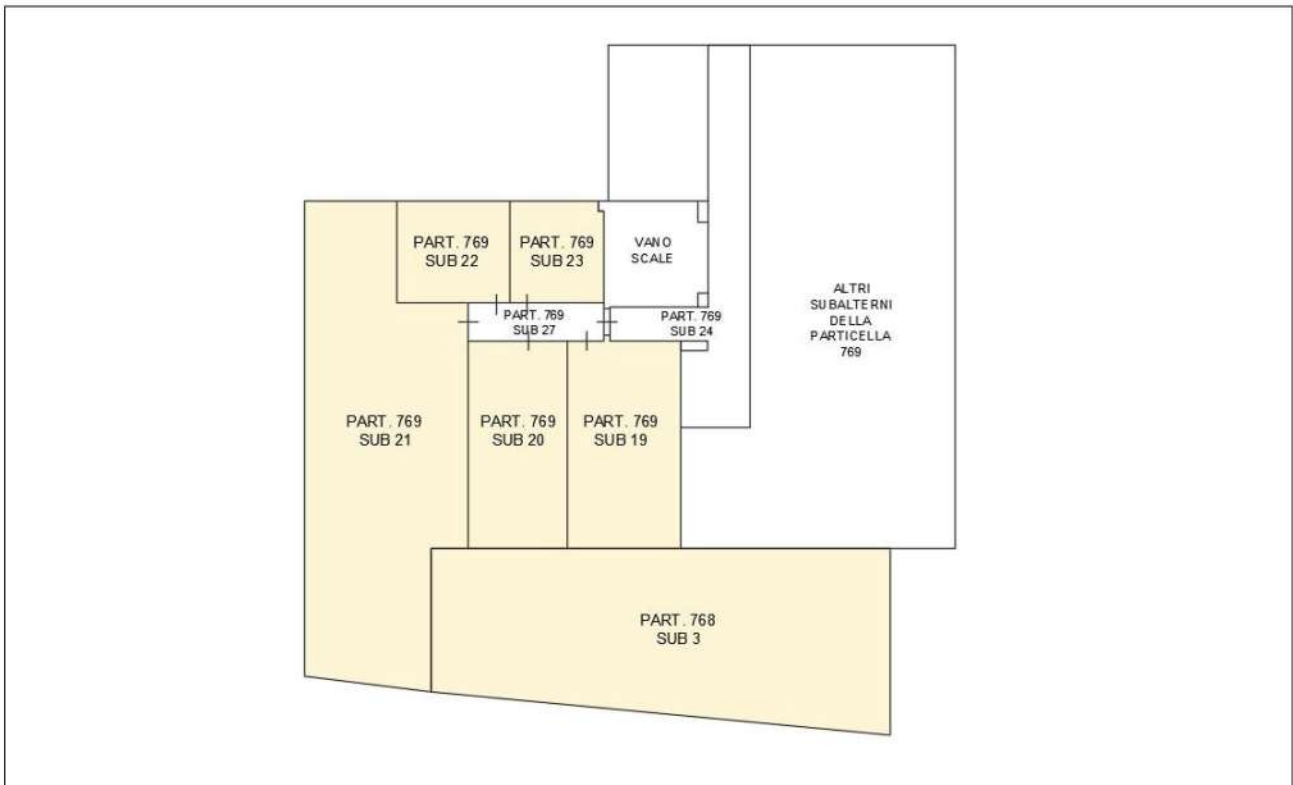 PART. 769
SUB 22
PART. 769
SUB 23
VANO
SCALE
ALTRI
SUBALTERNI
DELLA
PARTICELLA
769
PART. 769
SUB 27
PART. 769
SUB 24
PART. 769
SUB 21
PART. 769
SUB 20
PART. 769
SUB 19
PART. 768
SUB 3